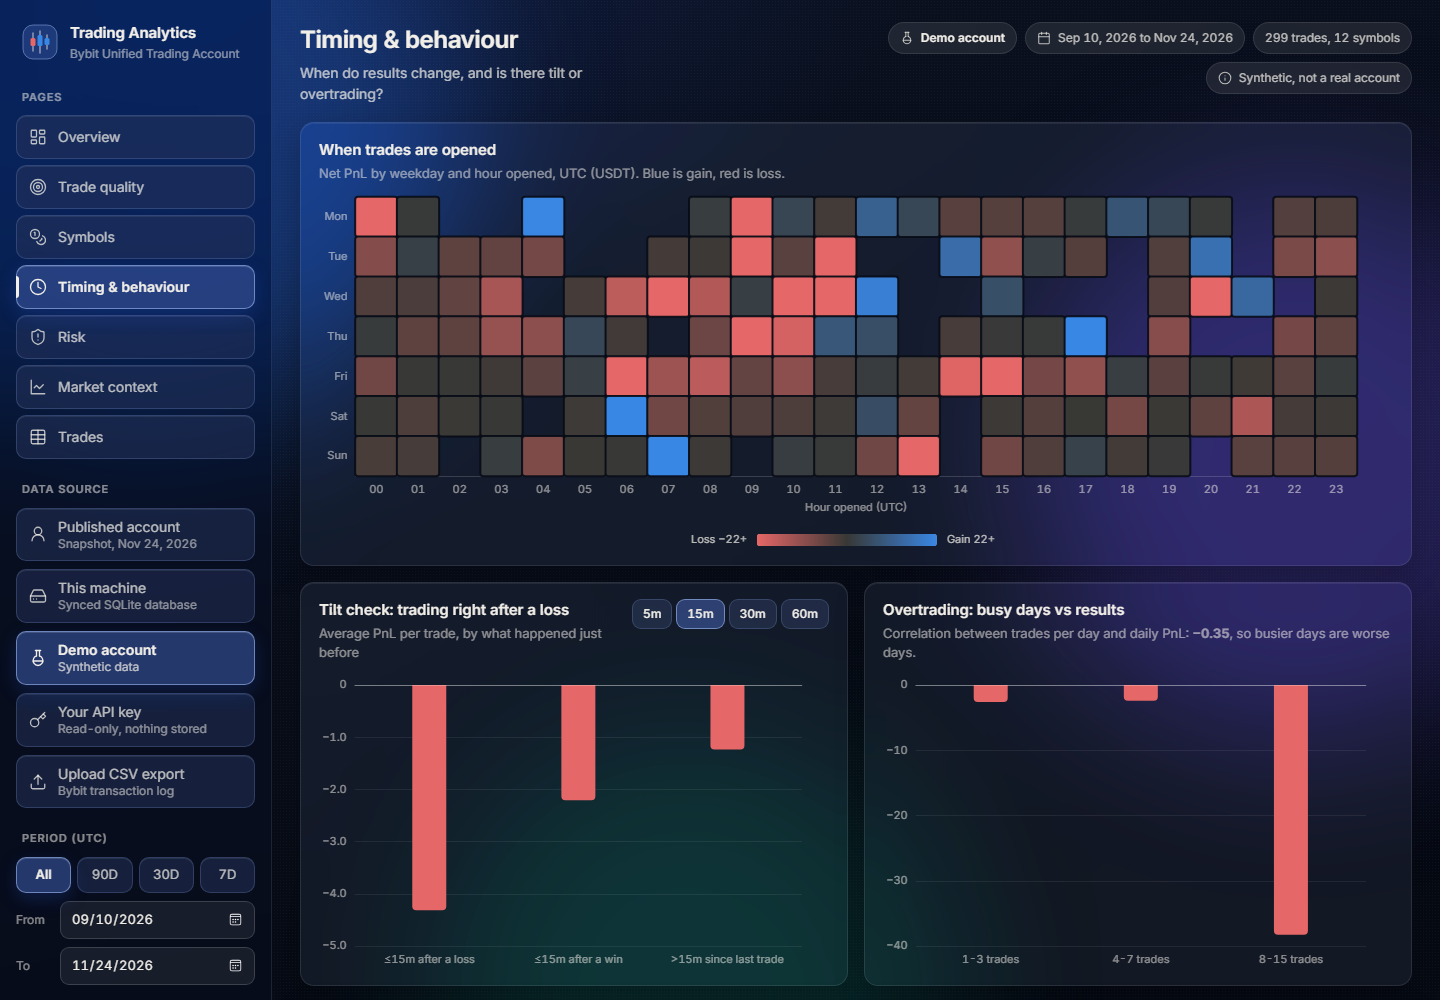 Trading Analytics
Bybit Unified Trading Account
PAGES
Overview
Trade quality
Symbols
Timing & behaviour
Risk
Market context
Trades
DATA SOURCE
Published account
Snapshot, Nov 24, 2026
This machine
Synced SQLite database
Demo account
Synthetic data
Your API key
Read-only, nothing stored
Upload CSV export
Bybit transaction log
PERIOD (UTC)
All 90D 30D 7D
From 09/10/2026
To 11/24/2026
Timing & behaviour
When do results change, and is there tilt or
overtrading?
Demo account
Sep 10, 2026 to Nov 24, 2026
299 trades, 12 symbols
Synthetic, not a real account
When trades are opened
Net PnL by weekday and hour opened, UTC (USDT). Blue is gain, red is loss.
Mon
Tue
Wed
Thu
Fri
Sat
Sun
00 01 02 03 04 05 06 07 08 09 10 11 12 13 14 15 16 17 18 19 20 21 22 23
Hour opened (UTC)
Loss −22+ Gain 22+
Tilt check: trading right after a loss
5m 15m 30m 60m
Average PnL per trade, by what happened just
before
0
−1.0
−2.0
−3.0
−4.0
−5.0
≤15m after a loss ≤15m after a win >15m since last trade
Overtrading: busy days vs results
Correlation between trades per day and daily PnL: −0.35, so busier days are worse
days.
0
−10
−20
−30
−40
1-3 trades 4-7 trades 8-15 trades